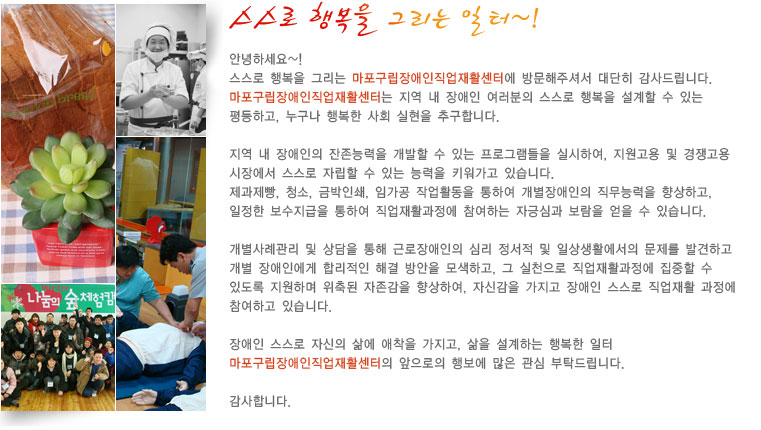 스스로 행복을 그리는 일터~!
안녕하세요~!
스스로 행복을 그리는 마포구립장애인직업재활센터에 방문해주셔서 대단히 감사드립니다.
마포구립장애인직업재활센터는 지역 내 장애인 여러분의 스스로 행복을 설계할 수 있는
평등하고, 누구나 행복한 사회 실현을 추구합니다.
지역 내 장애인의 잔존능력을 개발할 수 있는 프로그램들을 실시하여, 지원고용 및 경쟁고용
시장에서 스스로 자립할 수 있는 능력을 키워가고 있습니다.
제과제빵, 청소, 금박인쇄, 임가공 작업활동을 통하여 개별장애인의 직무능력을 향상하고,
일정한 보수지급을 통하여 직업재활과정에 참여하는 자긍심과 보람을 얻을 수 있습니다.
개별사례관리 및 상담을 통해 근로장애인의 심리 정서적 및 일상생활에서의 문제를 발견하고
개별 장애인에게 합리적인 해결 방안을 모색하고, 그 실천으로 직업재활과정에 집중할 수
있도록 지원하며 위축된 자존감을 향상하여, 자신감을 가지고 장애인 스스로 직업재활 과정에
참여하고 있습니다.
장애인 스스로 자신의 삶에 애착을 가지고, 삶을 설계하는 행복한 일터
마포구립장애인직업재활센터의 앞으로의 행보에 많은 관심 부탁드립니다.
감사합니다.
나눔의 숲체험캠